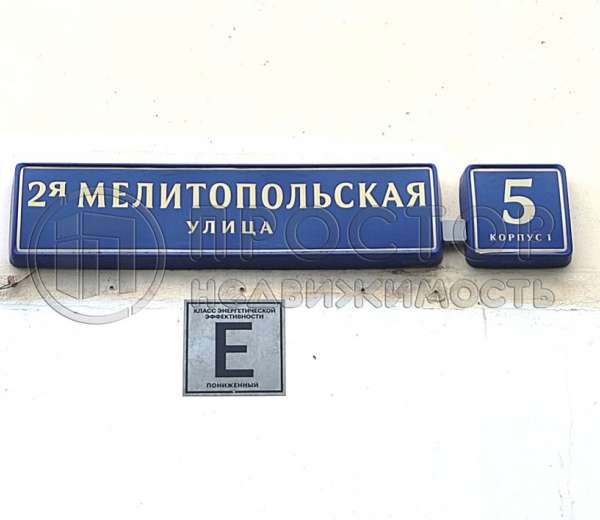 2я МЕЛИТОПОЛЬСКАЯ
УЛИЦА
5
КОРПУС 1
ПРОСТОР
НЕДВИЖИМОСТЬ
КЛАСС ЭНЕРГЕТИЧЕСКОЙ
ЭФФЕКТИВНОСТИ
E
ПОНИЖЕННЫЙ